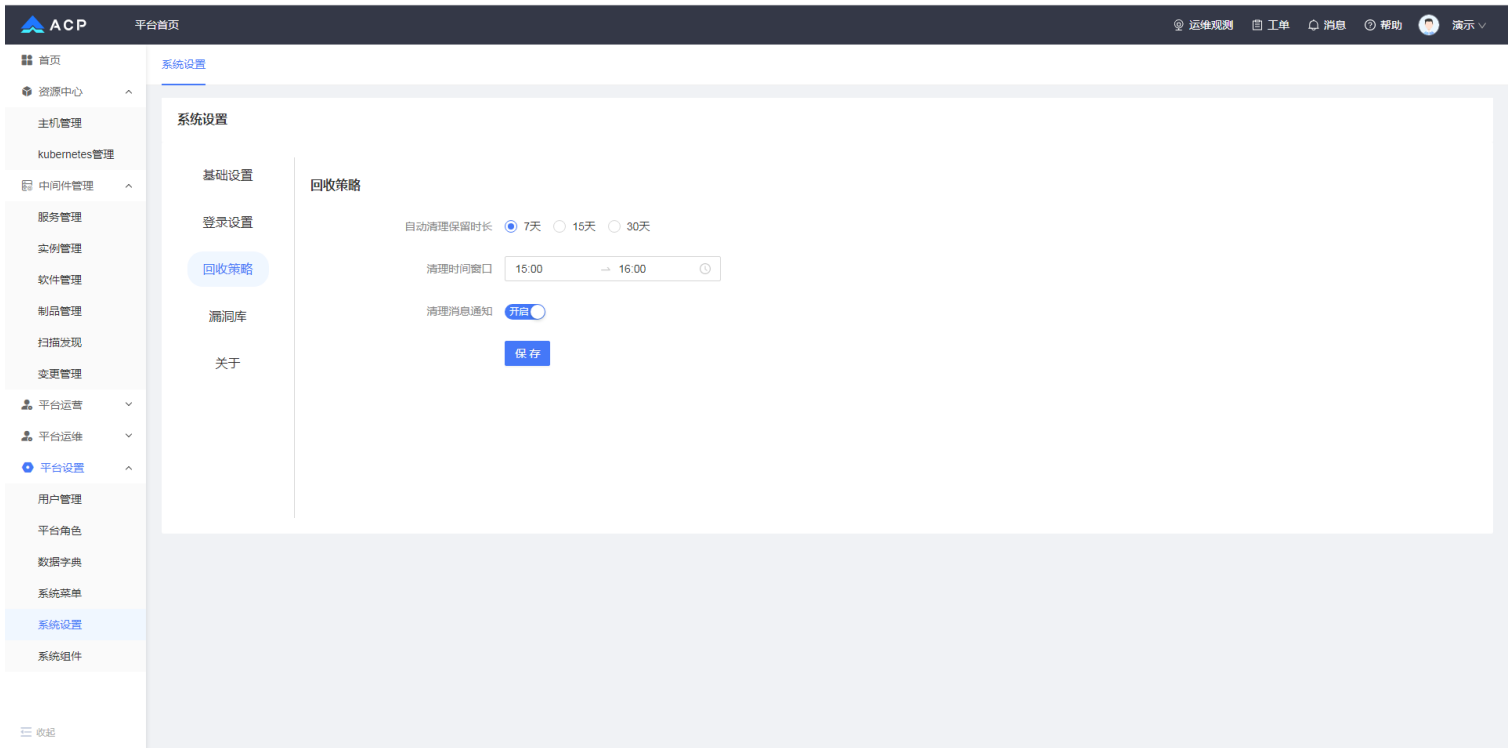 ACP
平台首页
运维观测
工单
消息
帮助
演示
首页
资源中心
主机管理
kubernetes管理
中间件管理
服务管理
实例管理
软件管理
制品管理
扫描发现
变更管理
平台运营
平台运维
平台设置
用户管理
平台角色
数据字典
系统菜单
系统设置
系统组件
收起
系统设置
系统设置
基础设置
登录设置
回收策略
漏洞库
关于
回收策略
自动清理保留时长 7天 15天 30天
清理时间窗口 15:00 → 16:00
清理消息通知 开启
保 存